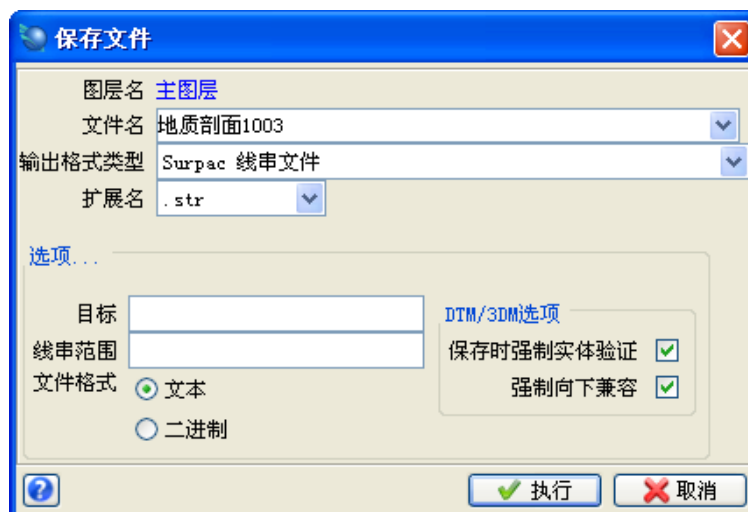 保存文件
图层名 主图层
文件名 地质剖面1003
输出格式类型 Surpac 线串文件
扩展名 .str
选项...
目标
线串范围
文件格式 文本
二进制
DTM/3DM选项
保存时强制实体验证
强制向下兼容
执行 取消